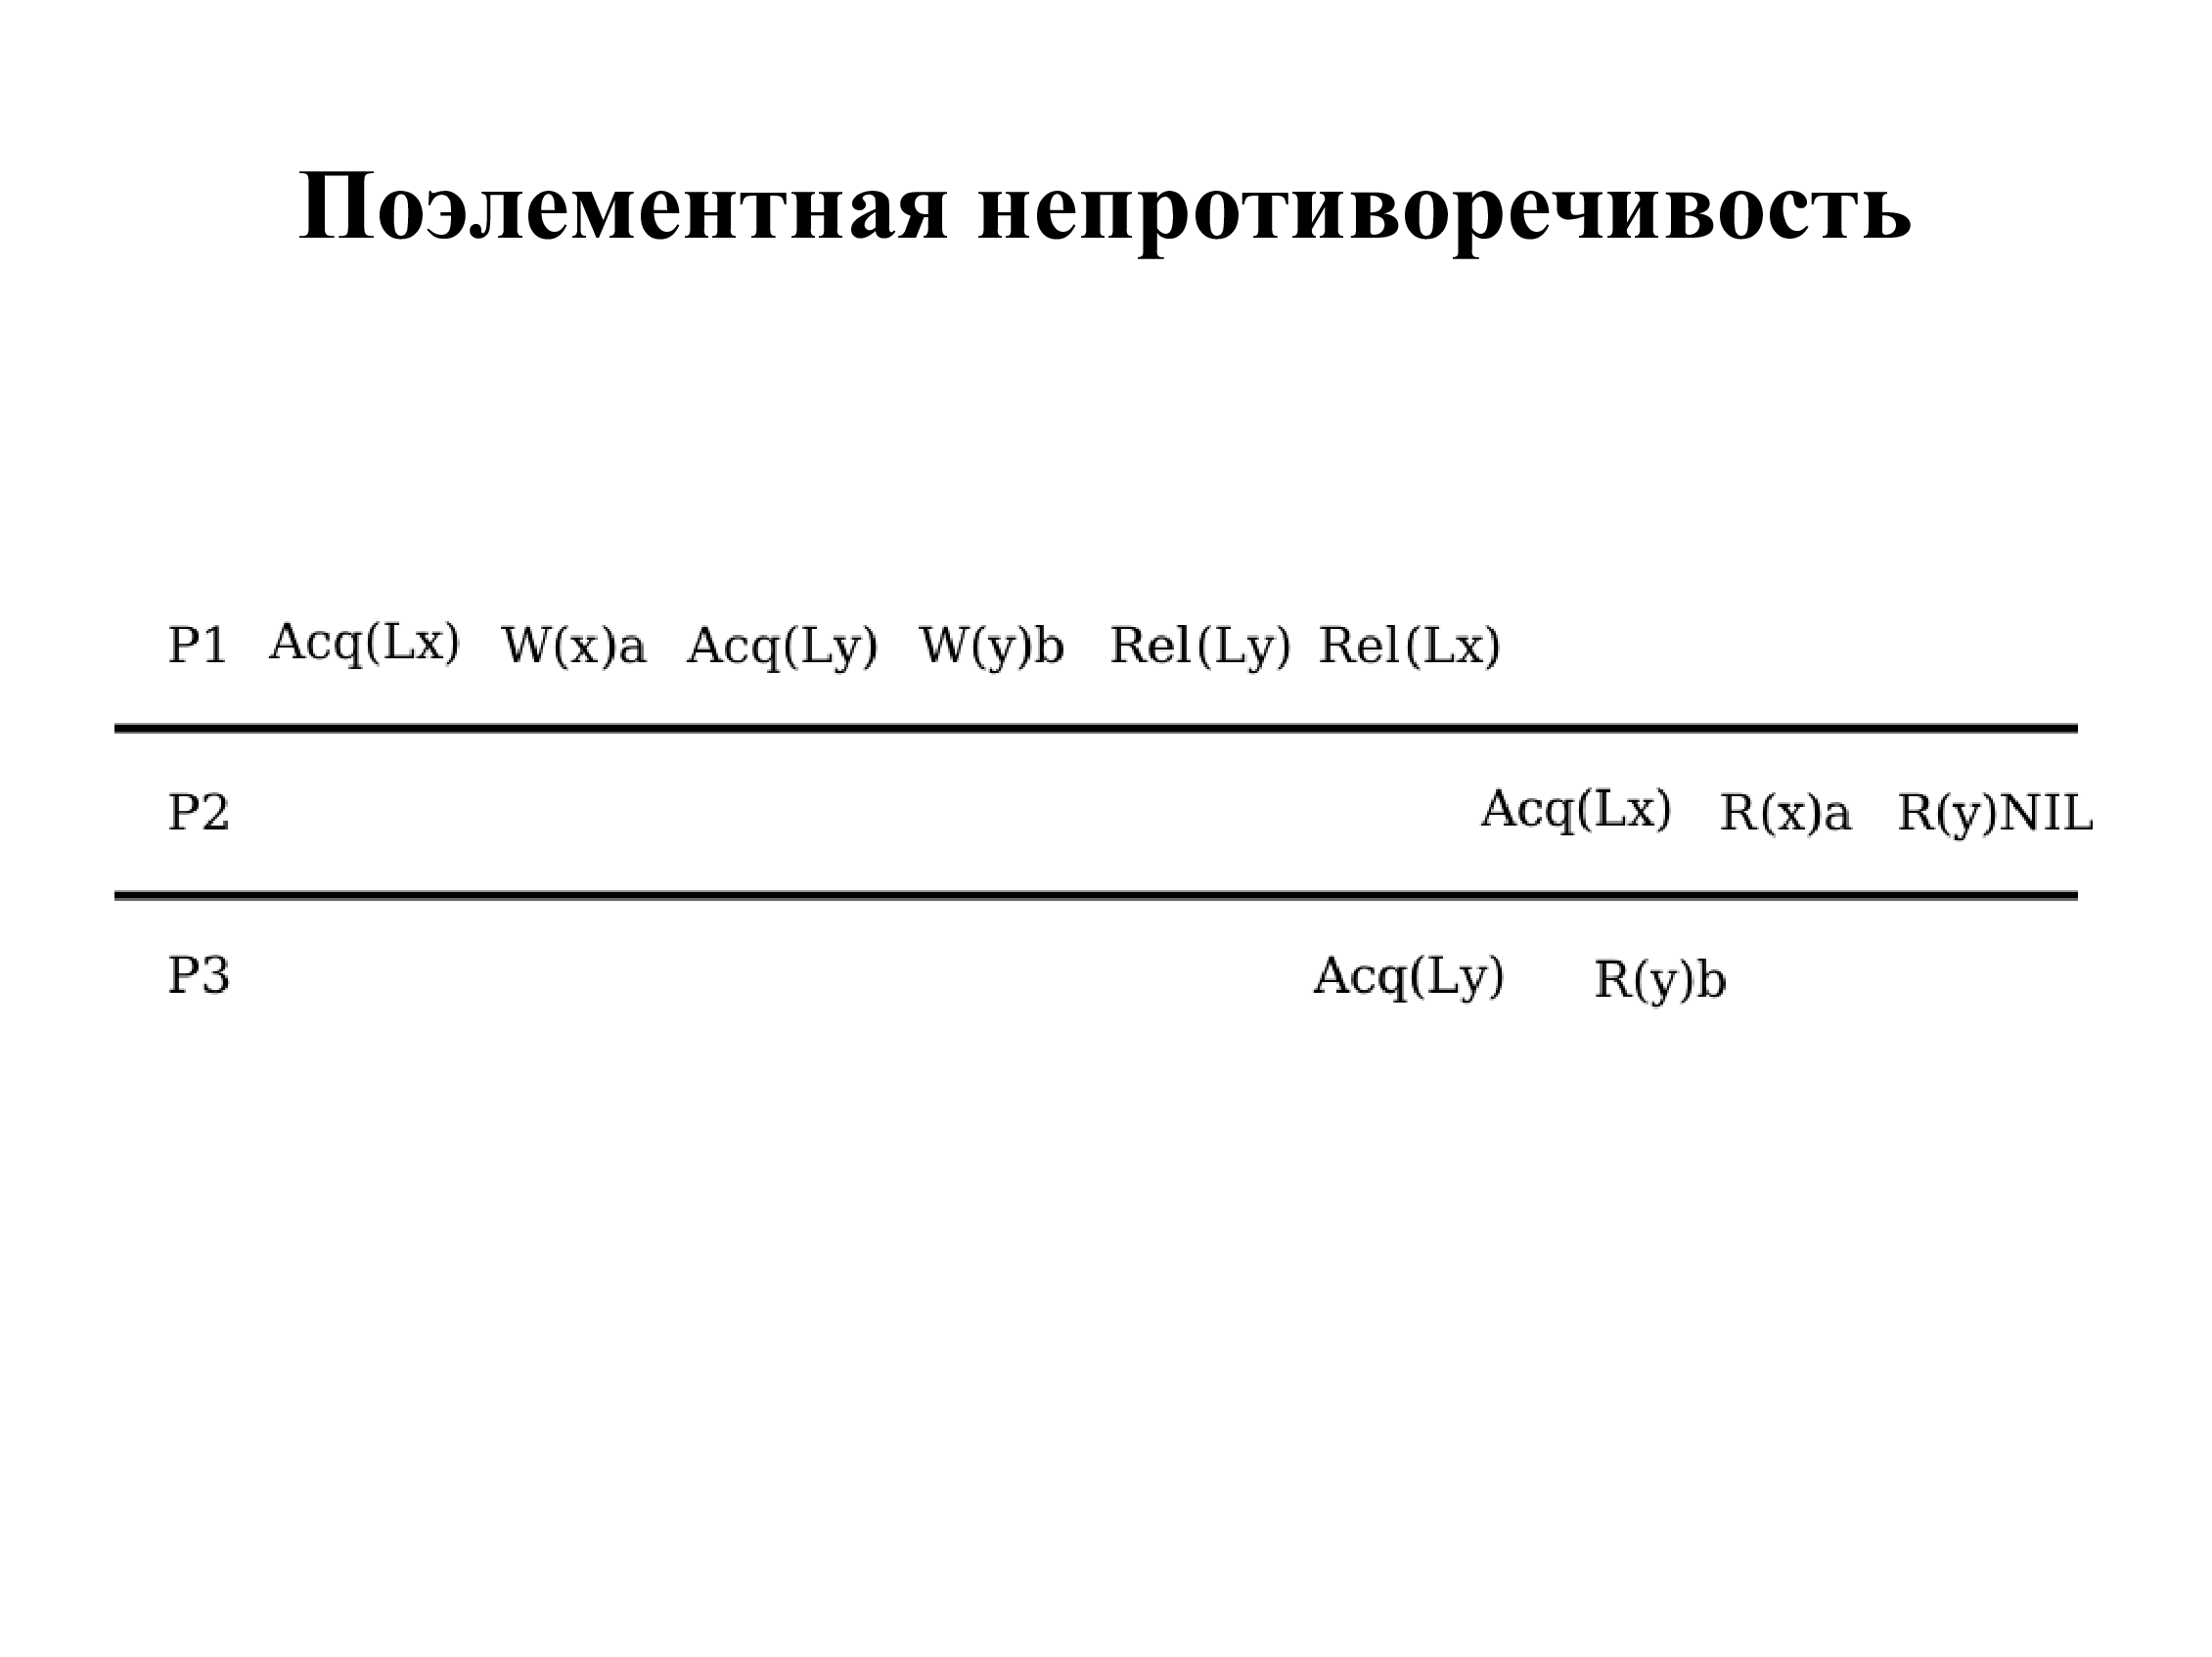 Поэлементная непротиворечивость
P1 Acq(Lx) W(x)a Acq(Ly) W(y)b Rel(Ly) Rel(Lx)
P2 Acq(Lx) R(x)a R(y)NIL
P3 Acq(Ly) R(y)b